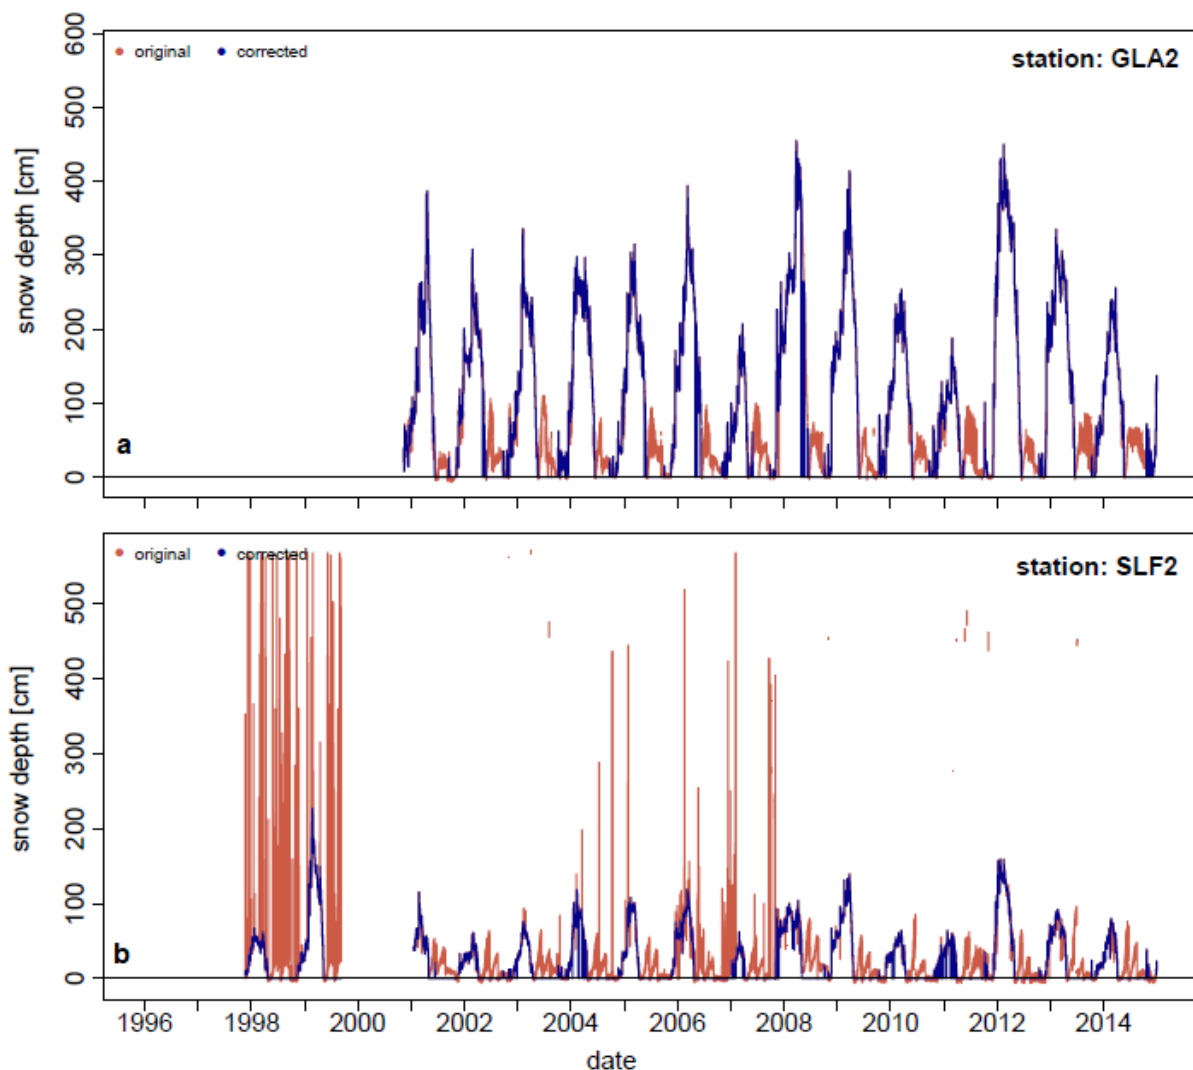 original corrected station: GLA2
600
500
400
300
200
100
0
snow depth [cm]
a
original corrected station: SLF2
500
400
300
200
100
0
snow depth [cm]
b
1996 1998 2000 2002 2004 2006 2008 2010 2012 2014
date